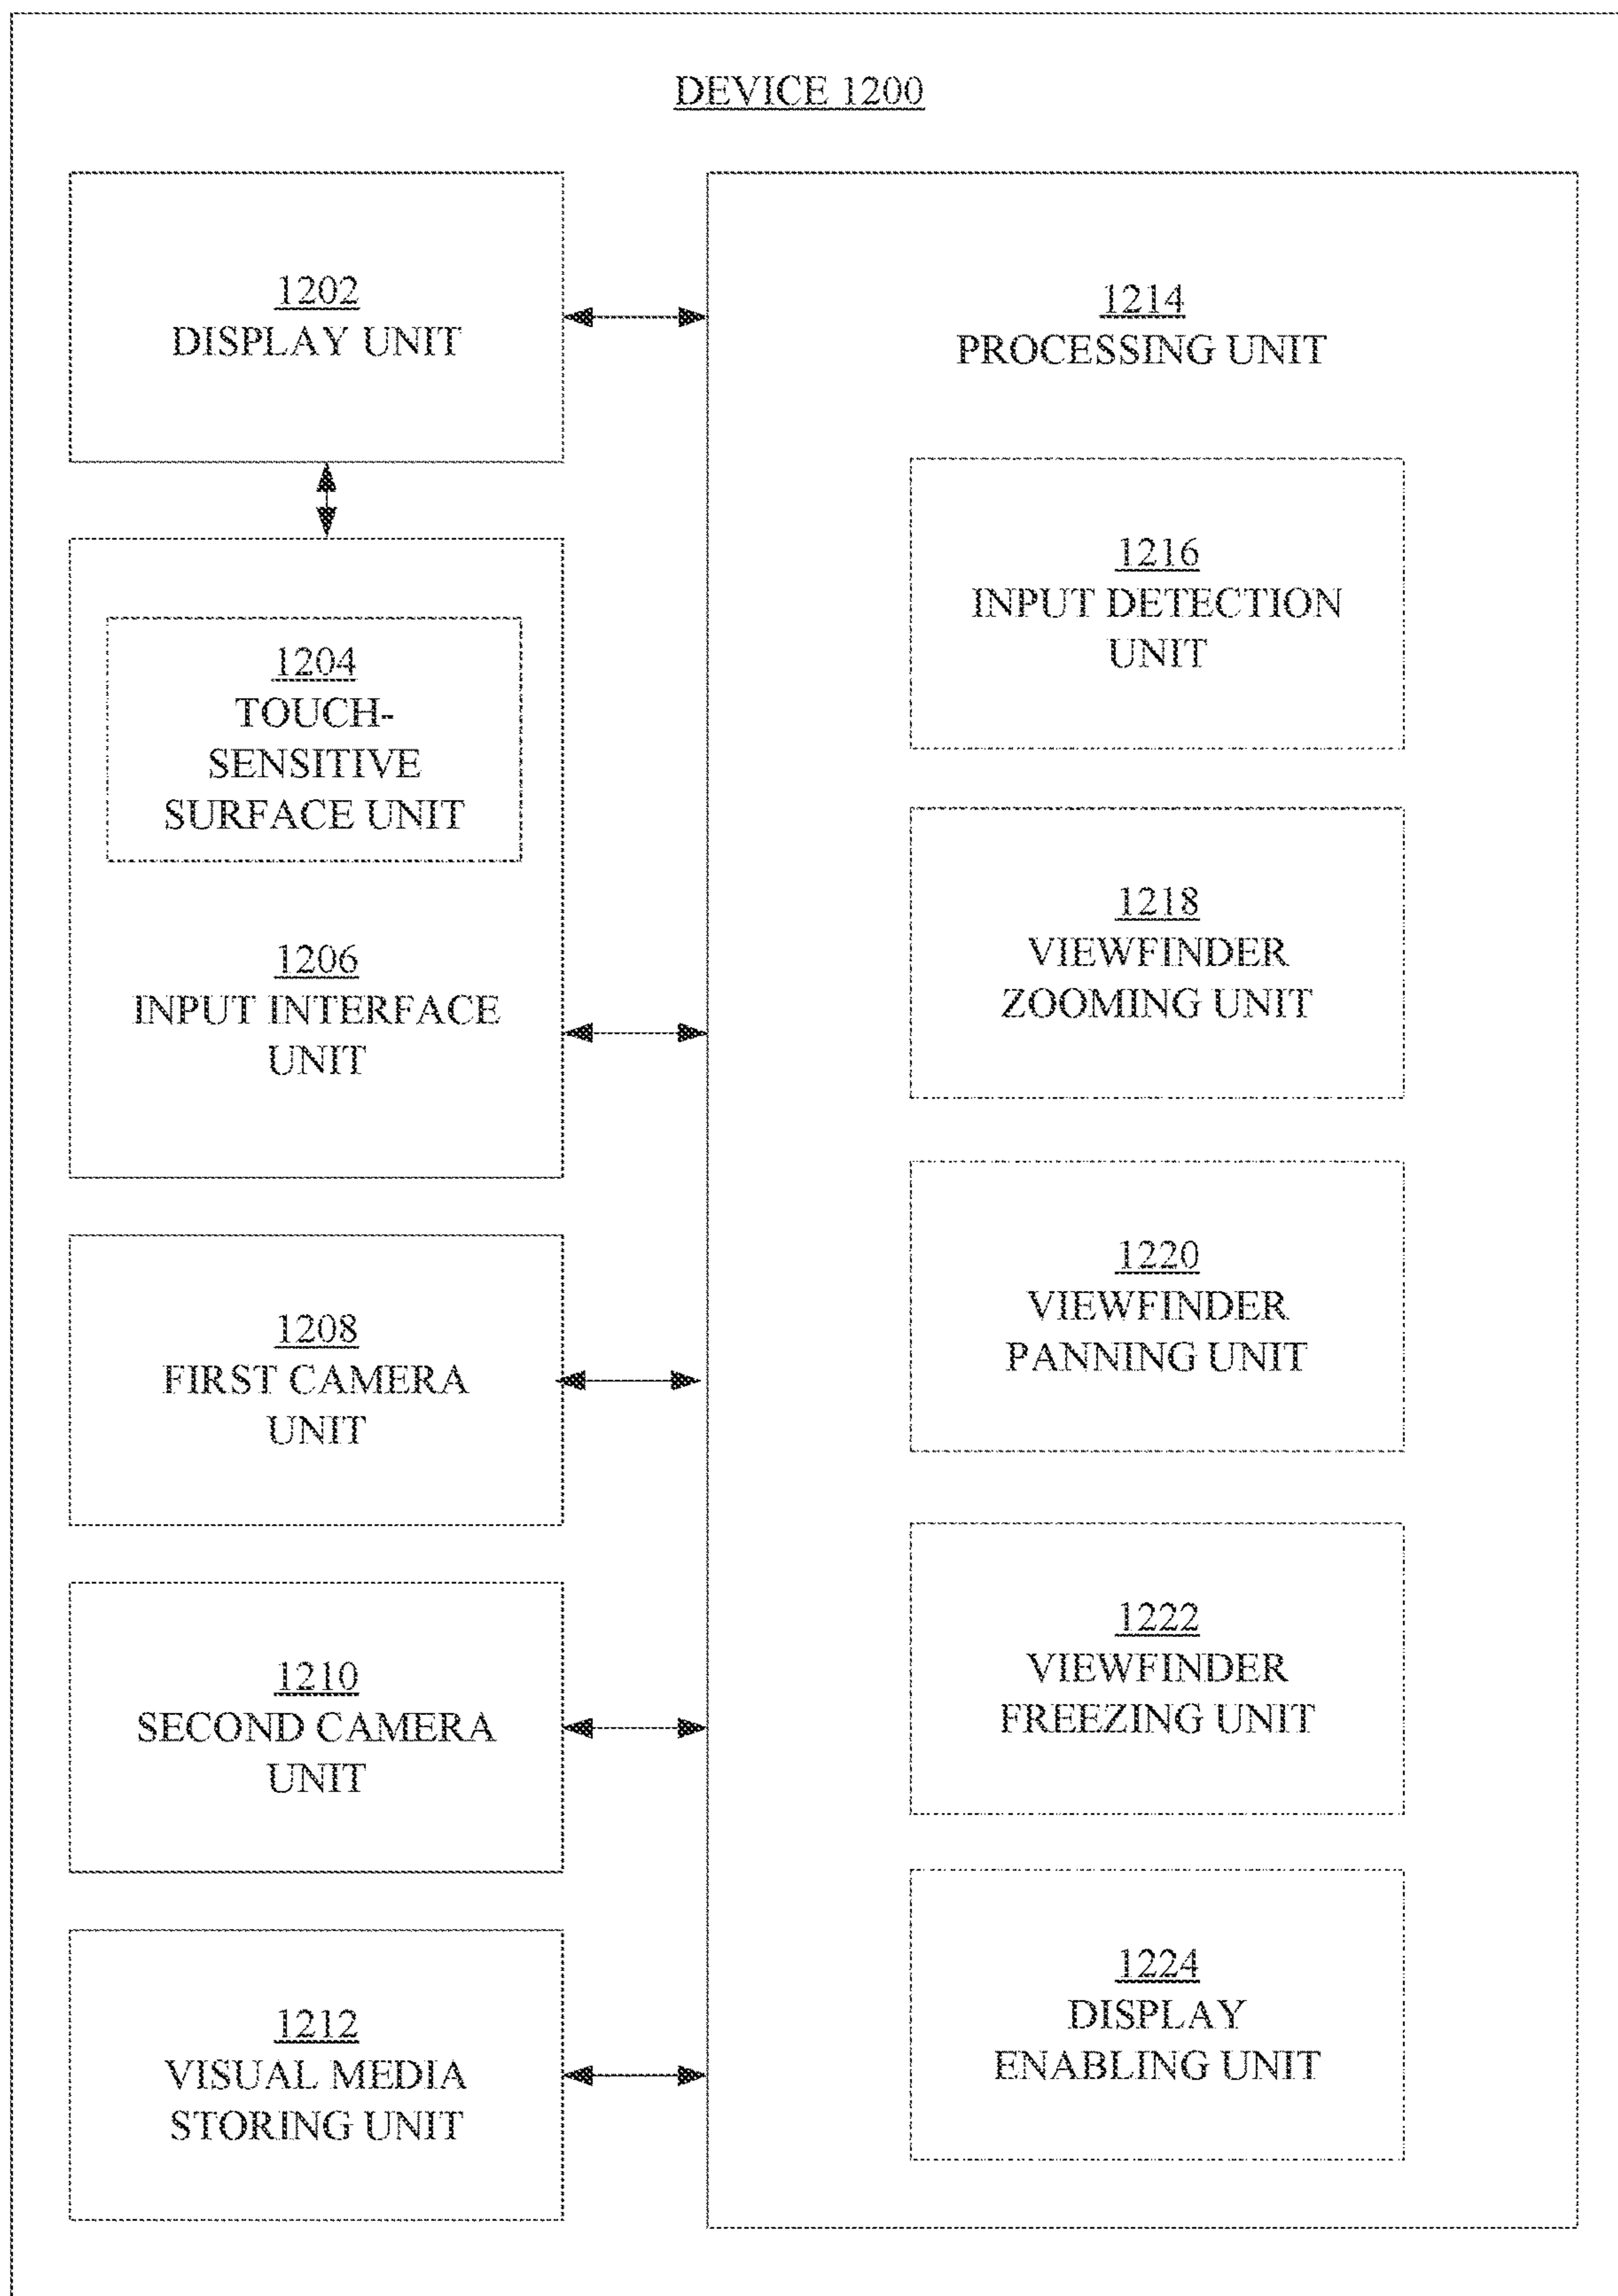 DEVICE 1200
1202
DISPLAY UNIT
1204
TOUCH-
SENSITIVE
SURFACE UNIT
1206
INPUT INTERFACE
UNIT
1208
FIRST CAMERA
UNIT
1210
SECOND CAMERA
UNIT
1212
VISUAL MEDIA
STORING UNIT
1214
PROCESSING UNIT
1216
INPUT DETECTION
UNIT
1218
VIEWFINDER
ZOOMING UNIT
1220
VIEWFINDER
PANNING UNIT
1222
VIEWFINDER
FREEZING UNIT
1224
DISPLAY
ENABLING UNIT